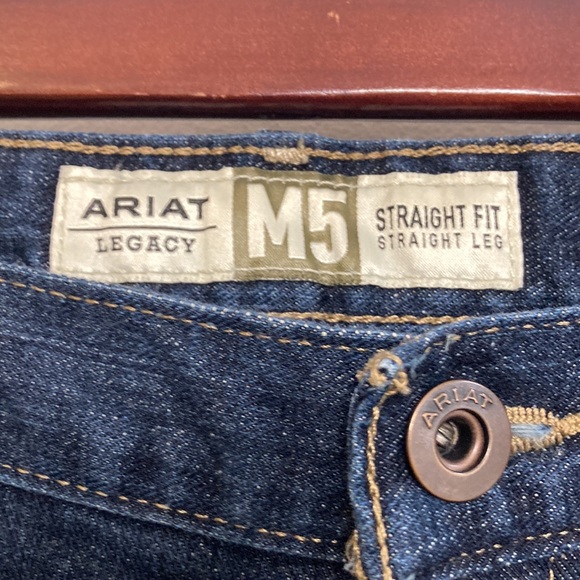 ARIAT
LEGACY
M5
STRAIGHT FIT
STRAIGHT LEG
ARIAT